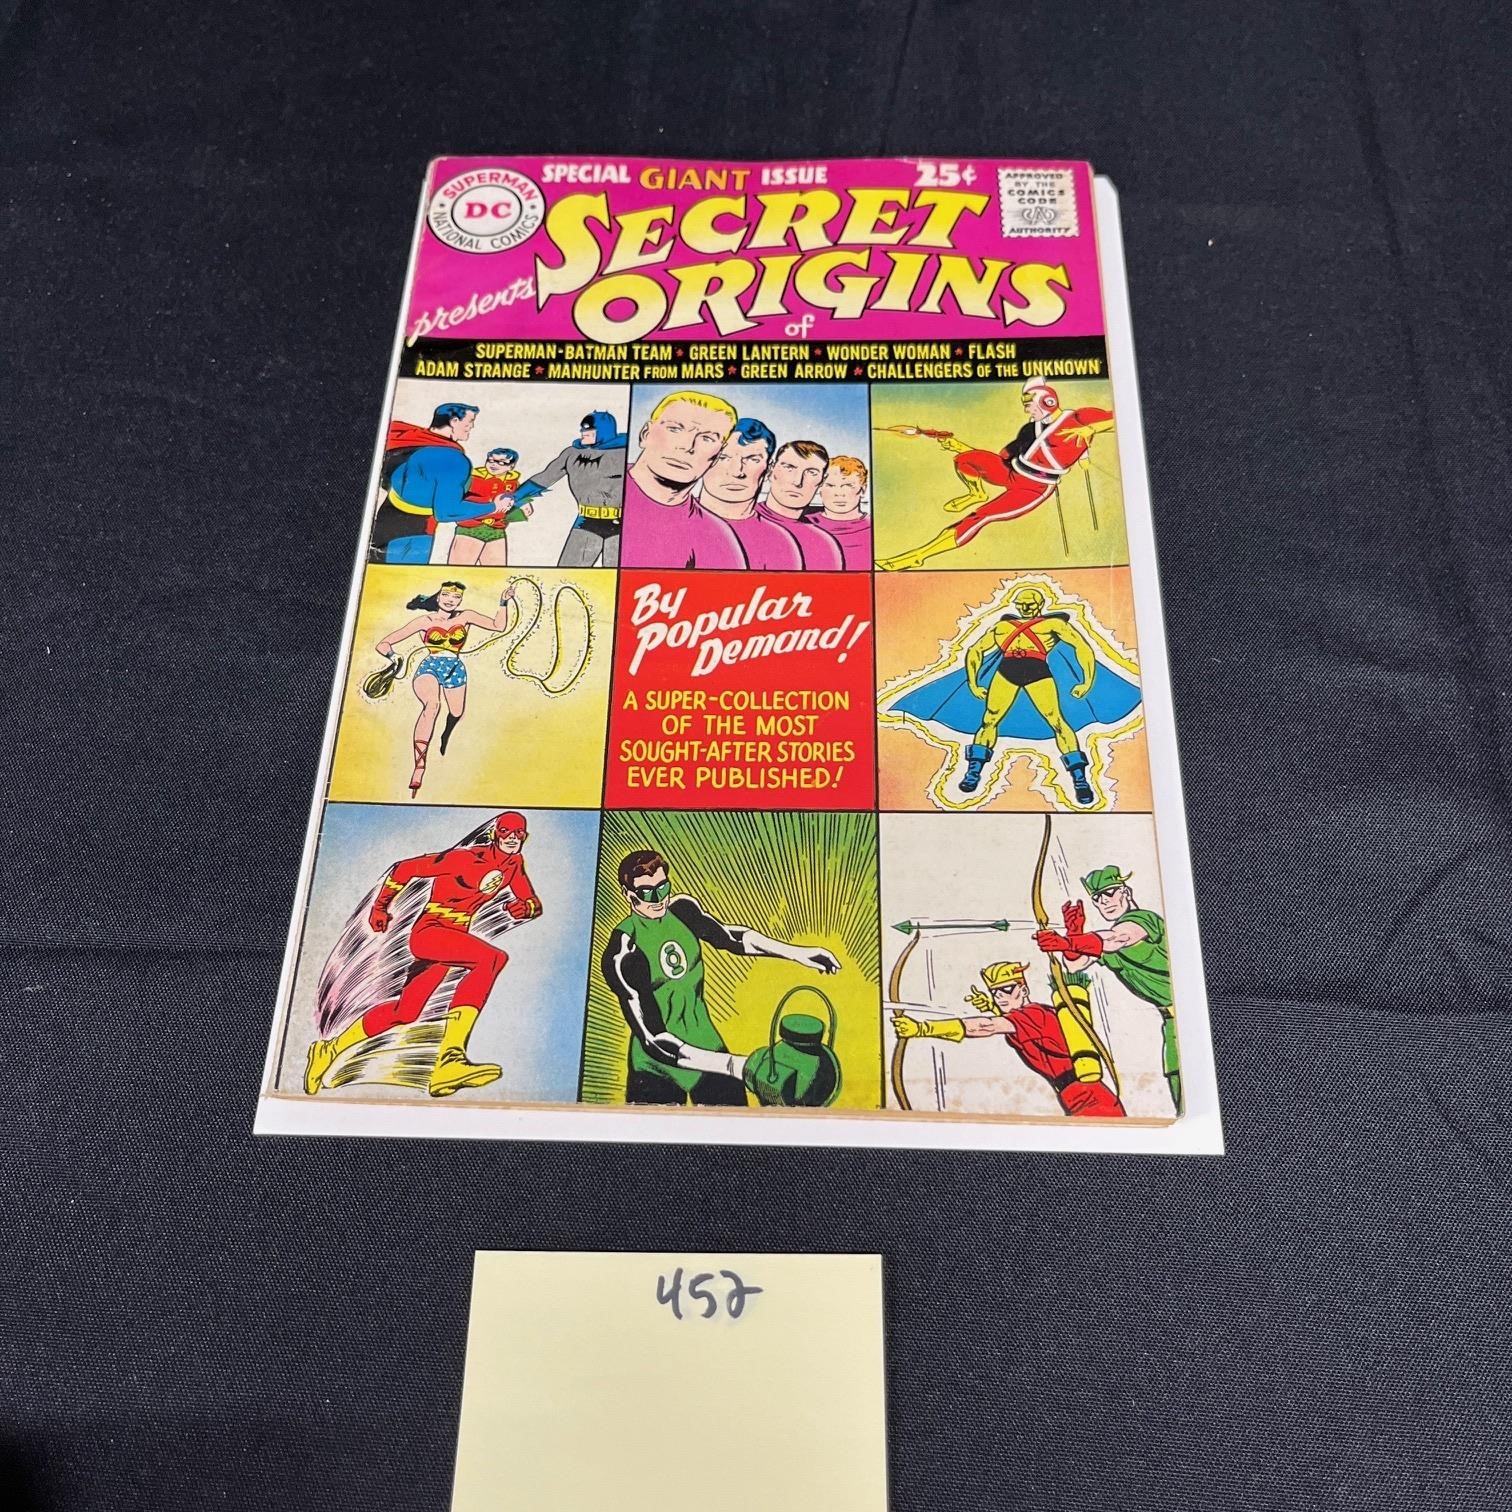 SPECIAL GIANT ISSUE 25¢
SUPERMAN
DC
NATIONAL COMICS
APPROVED
BY THE
COMICS
CODE
CA
AUTHORITY
presents
SECRET
ORIGINS
of
SUPERMAN-BATMAN TEAM * GREEN LANTERN * WONDER WOMAN * FLASH
ADAM STRANGE * MANHUNTER FROM MARS * GREEN ARROW * CHALLENGERS OF THE UNKNOWN
R
By
Popular
Demand!
A SUPER-COLLECTION
OF THE MOST
SOUGHT-AFTER STORIES
EVER PUBLISHED!
452